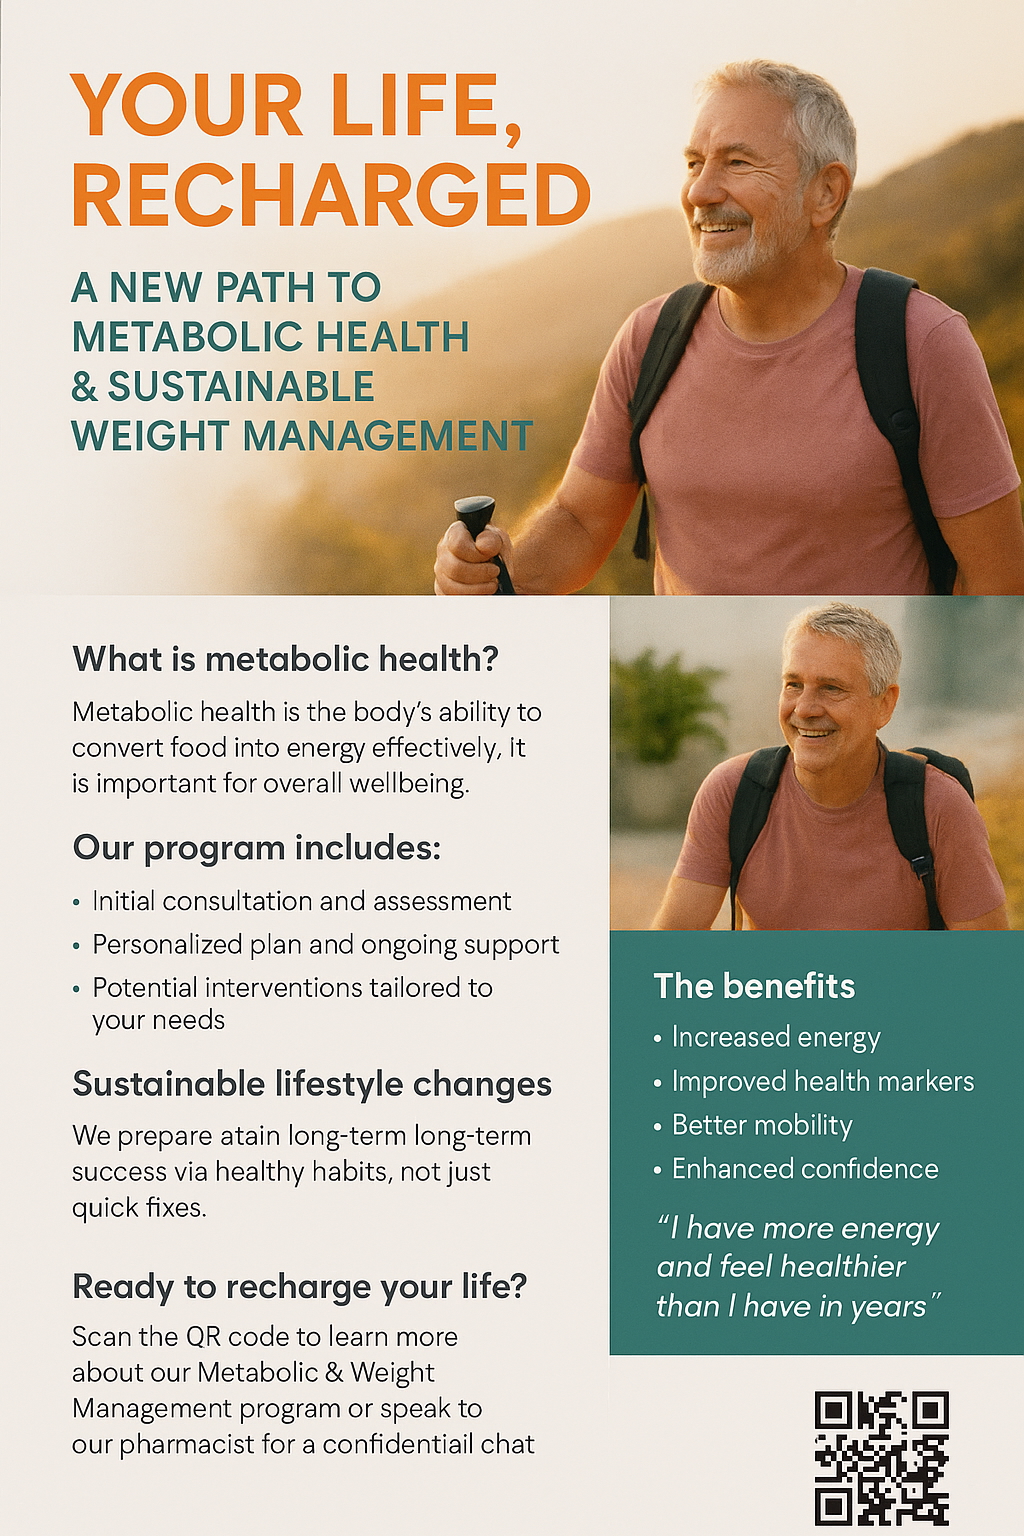 YOUR LIFE,
RECHARGED
A NEW PATH TO
METABOLIC HEALTH
& SUSTAINABLE
WEIGHT MANAGEMENT
What is metabolic health?
Metabolic health is the body's ability to
convert food into energy effectively, it
is important for overall wellbeing.
Our program includes:
• Initial consultation and assessment
• Personalized plan and ongoing support
• Potential interventions tailored to
your needs
Sustainable lifestyle changes
We prepare atain long-term long-term
success via healthy habits, not just
quick fixes.
Ready to recharge your life?
Scan the QR code to learn more
about our Metabolic & Weight
Management program or speak to
our pharmacist for a confidentiail chat
The benefits
• Increased energy
• Improved health markers
• Better mobility
• Enhanced confidence
“I have more energy
and feel healthier
than I have in years”